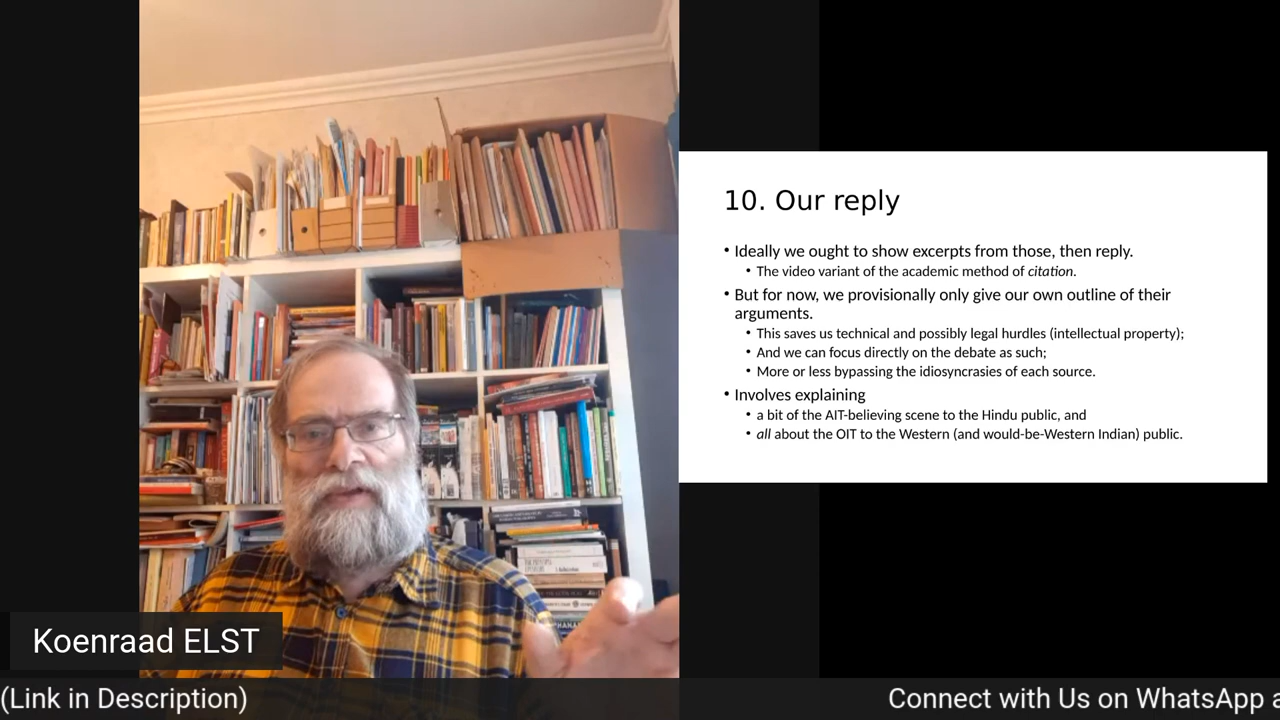 10. Our reply
• Ideally we ought to show excerpts from those, then reply.
• The video variant of the academic method of citation.
• But for now, we provisionally only give our own outline of their
arguments.
• This saves us technical and possibly legal hurdles (intellectual property);
• And we can focus directly on the debate as such;
• More or less bypassing the idiosyncrasies of each source.
• Involves explaining
• a bit of the AIT-believing scene to the Hindu public, and
• all about the OIT to the Western (and would-be-Western Indian) public.
Koenraad ELST
(Link in Description)
Connect with Us on WhatsApp a